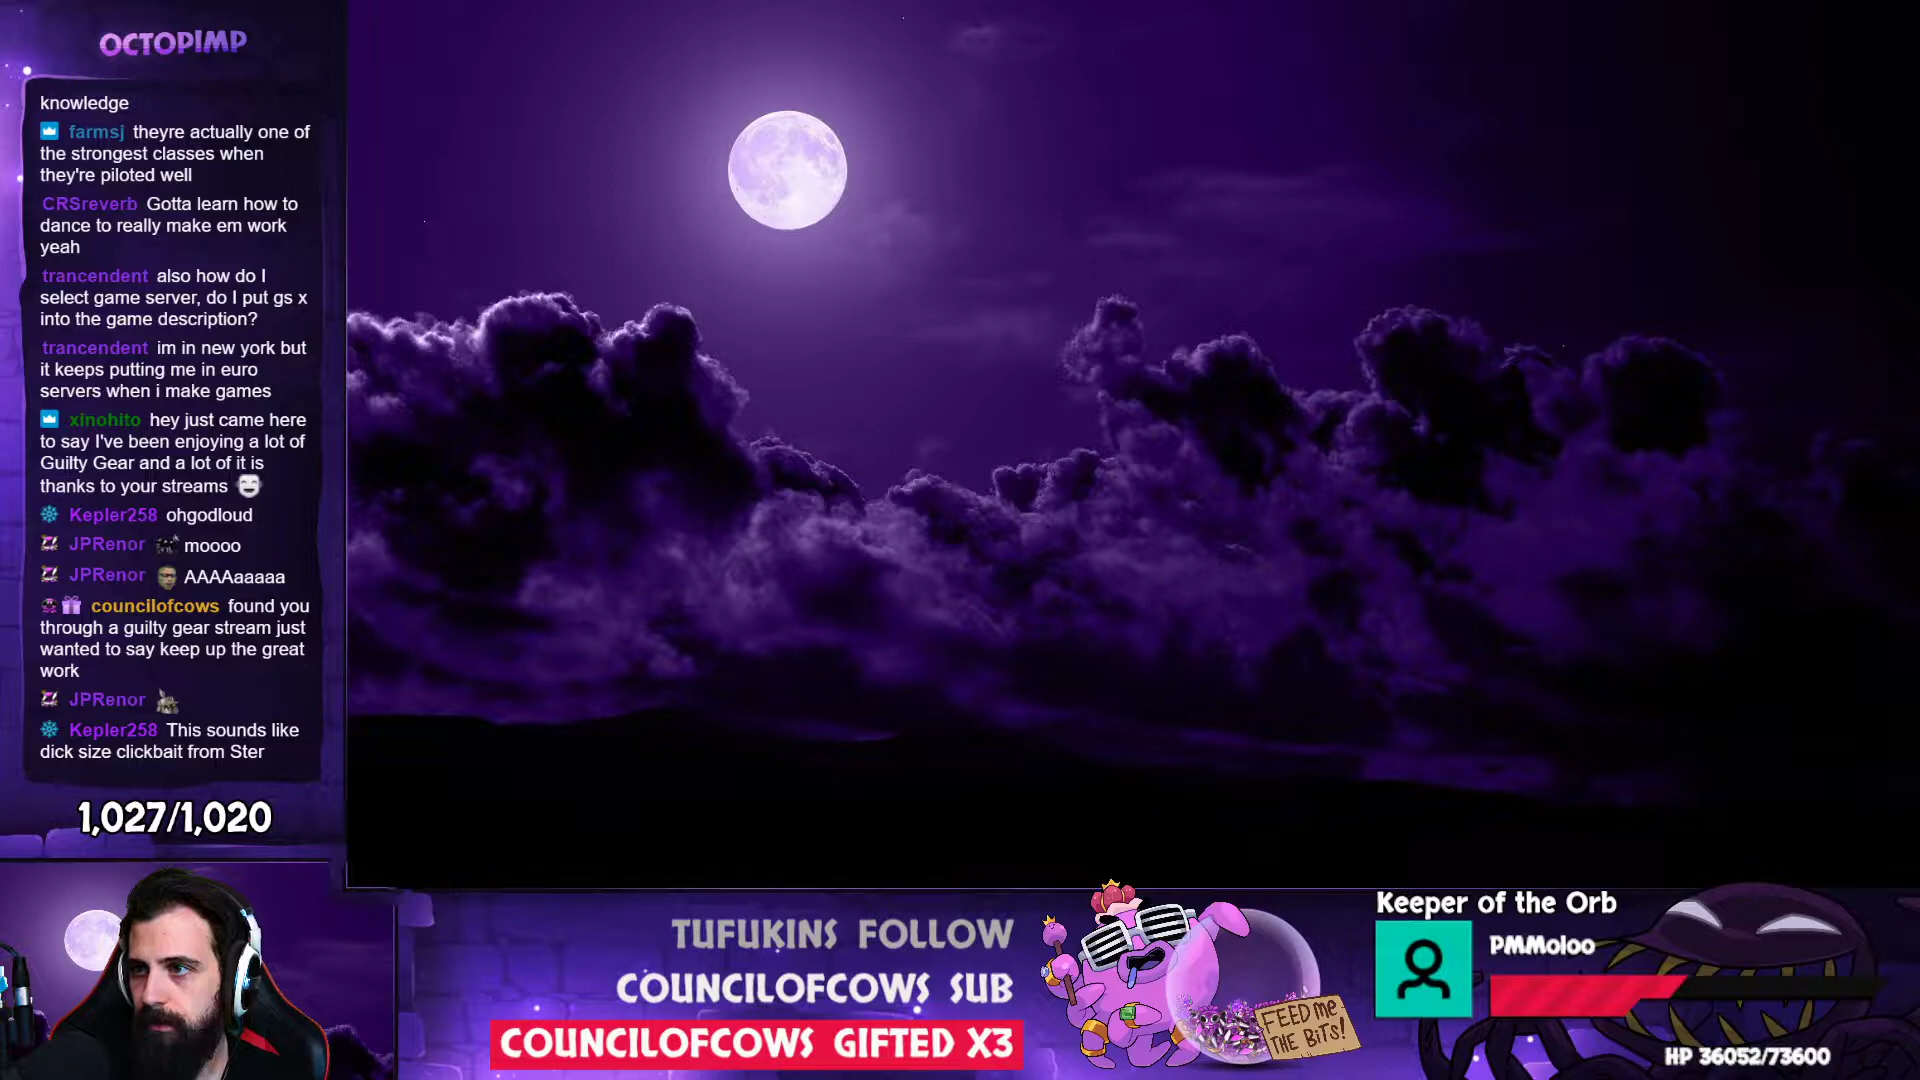 OCTOPIMP
knowledge
farmsj theyre actually one of
the strongest classes when
they're piloted well
CRSreverb Gotta learn how to
dance to really make em work
yeah
trancendent also how do I
select game server, do I put gs x
into the game description?
trancendent im in new york but
it keeps putting me in euro
servers when i make games
xinohito hey just came here
to say I've been enjoying a lot of
Guilty Gear and a lot of it is
thanks to your streams
Kepler258 ohgodloud
JPRenor moooo
JPRenor AAAAaaaaa
councilofcows found you
through a guilty gear stream just
wanted to say keep up the great
work
JPRenor
Kepler258 This sounds like
dick size clickbait from Ster
1,027/1,020
TUFUKINS FOLLOW
COUNCILOFCOWS SUB
COUNCILOFCOWS GIFTED X3
FEED ME
THE BITS!
Keeper of the Orb
PMMoloo
HP 36052/73600